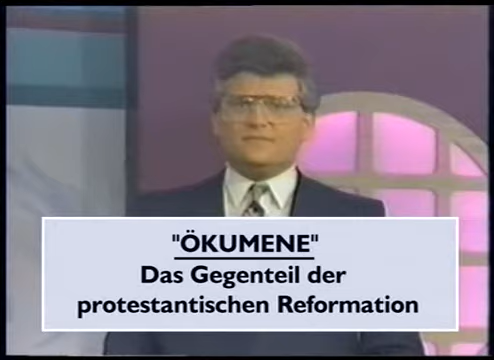 "ÖKUMENE"
Das Gegenteil der
protestantischen Reformation